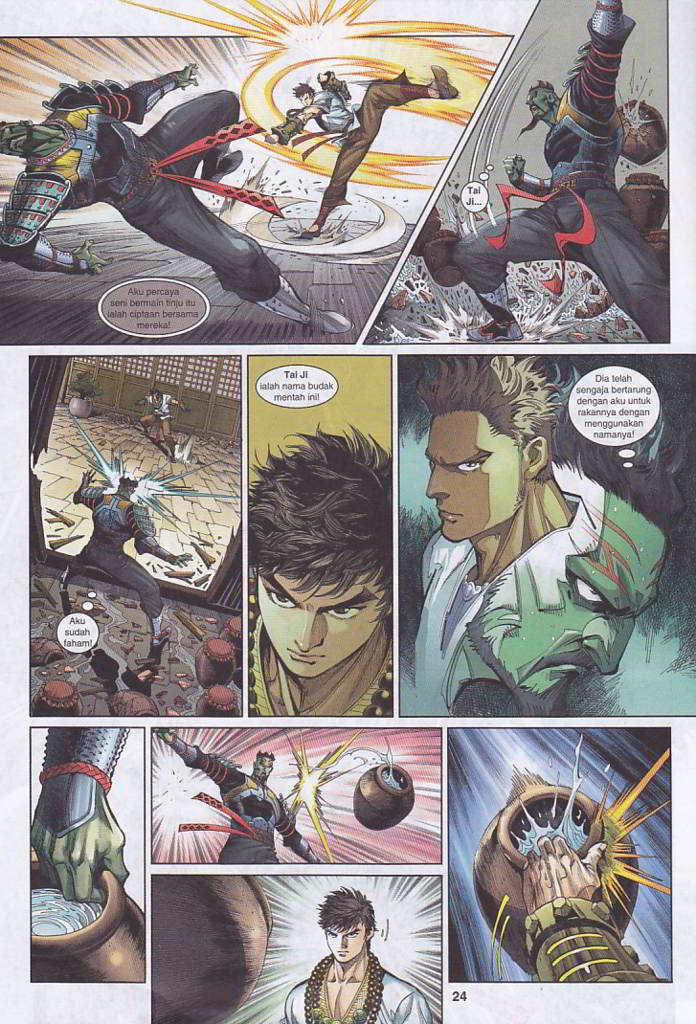 Aku percaya
seni bermain tinju itu
ialah ciptaan bersama
mereka!
Tai
Ji...
Aku
sudah
faham!
Tai Ji
ialah nama budak
mentah ini!
Dia telah
sengaja bertarung
dengan aku untuk
rakannya dengan
menggunakan
namanya!
24